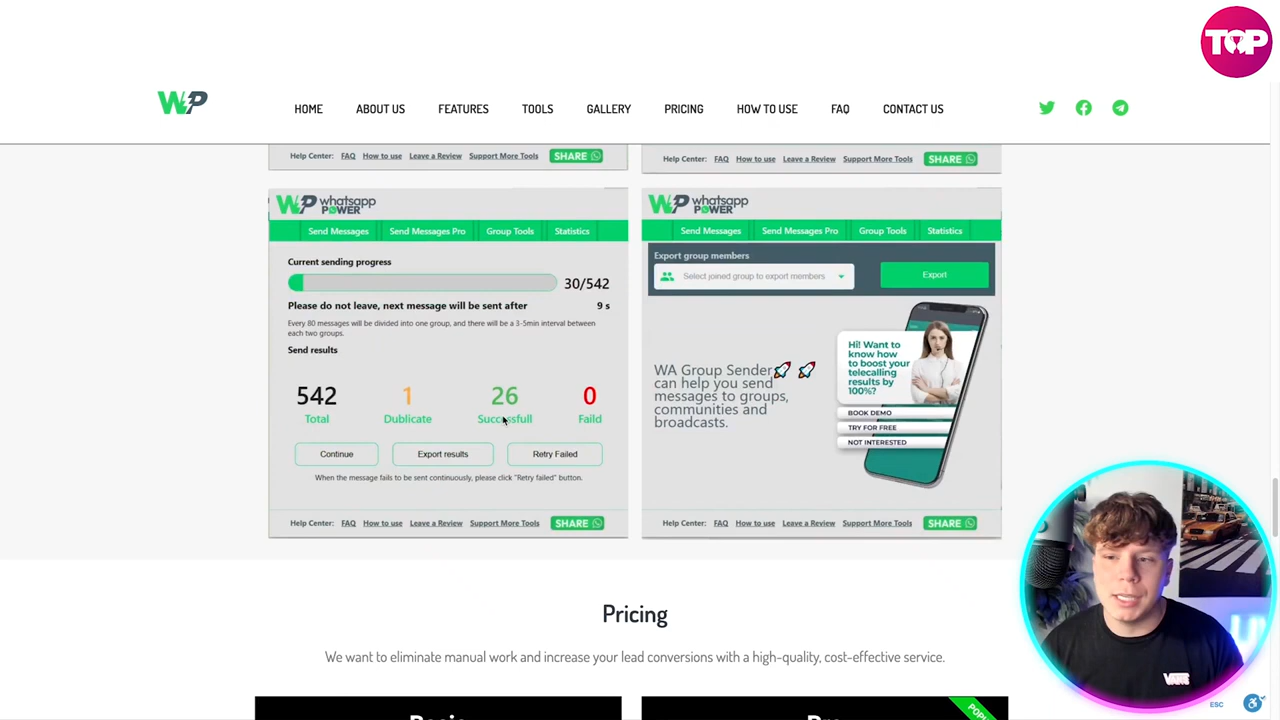 TOP
WP
HOME
ABOUT US
FEATURES
TOOLS
GALLERY
PRICING
HOW TO USE
FAQ
CONTACT US
Help Center: FAQ How to use Leave a Review Support More Tools SHARE
Help Center: FAQ How to use Leave a Review Support More Tools SHARE
WP whatsapp
POWER
Send Messages
Send Messages Pro
Group Tools
Statistics
Current sending progress
30/542
Please do not leave, next message will be sent after 9 s
Every 80 messages will be divided into one group, and there will be a 3-5min interval between
each two groups.
Send results
542 1 26 0
Total Dublicate Successfull Faild
Continue
Export results
Retry Failed
When the message fails to be sent continuously, please click "Retry failed" button.
Help Center: FAQ How to use Leave a Review Support More Tools SHARE
WP whatsapp
POWER
Send Messages
Send Messages Pro
Group Tools
Statistics
Export group members
Select joined group to export members
Export
WA Group Sender🚀 🚀
can help you send
messages to groups,
communities and
broadcasts.
Hi! Want to
know how
to boost your
telecalling
results by
100%?
BOOK DEMO
TRY FOR FREE
NOT INTERESTED
Help Center: FAQ How to use Leave a Review Support More Tools SHARE
Pricing
We want to eliminate manual work and increase your lead conversions with a high-quality, cost-effective service.
Basic
Pro
VANS
ESC